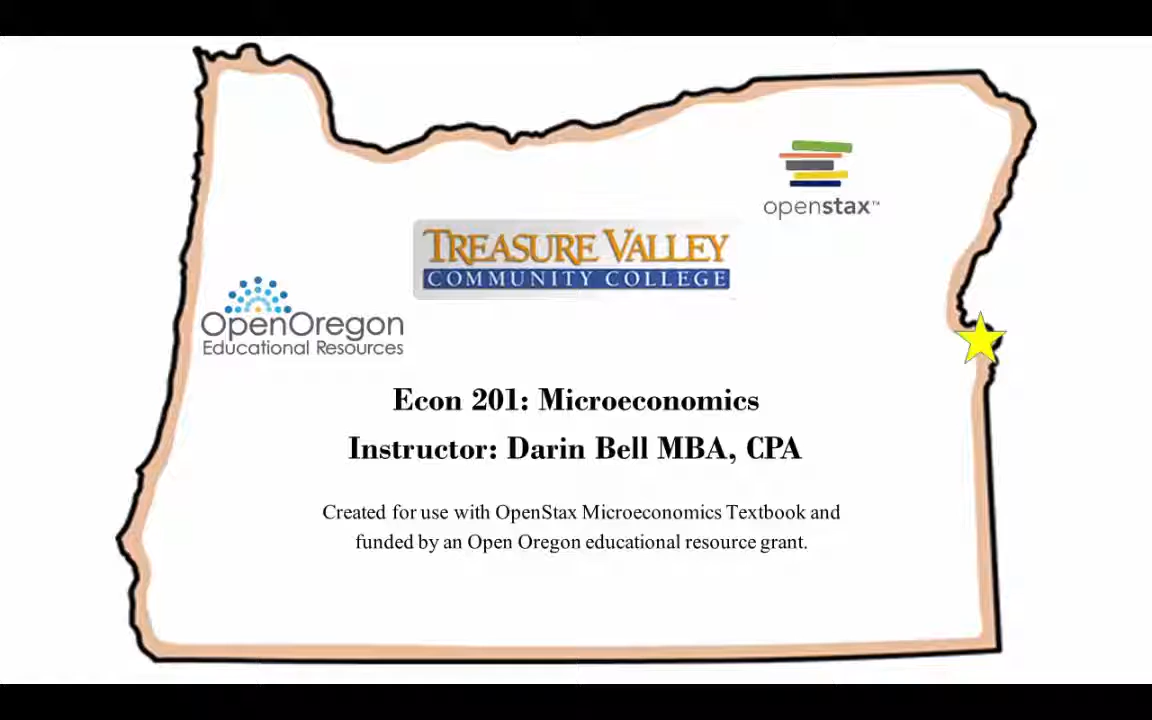 openstax™
TREASURE VALLEY
COMMUNITY COLLEGE
OpenOregon
Educational Resources
Econ 201: Microeconomics
Instructor: Darin Bell MBA, CPA
Created for use with OpenStax Microeconomics Textbook and
funded by an Open Oregon educational resource grant.